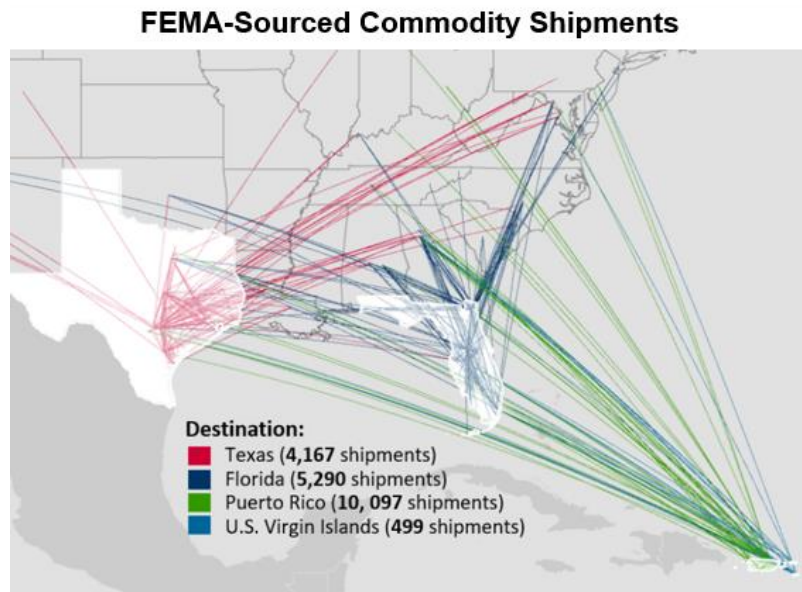 FEMA-Sourced Commodity Shipments
Destination:
Texas (4,167 shipments)
Florida (5,290 shipments)
Puerto Rico (10, 097 shipments)
U.S. Virgin Islands (499 shipments)